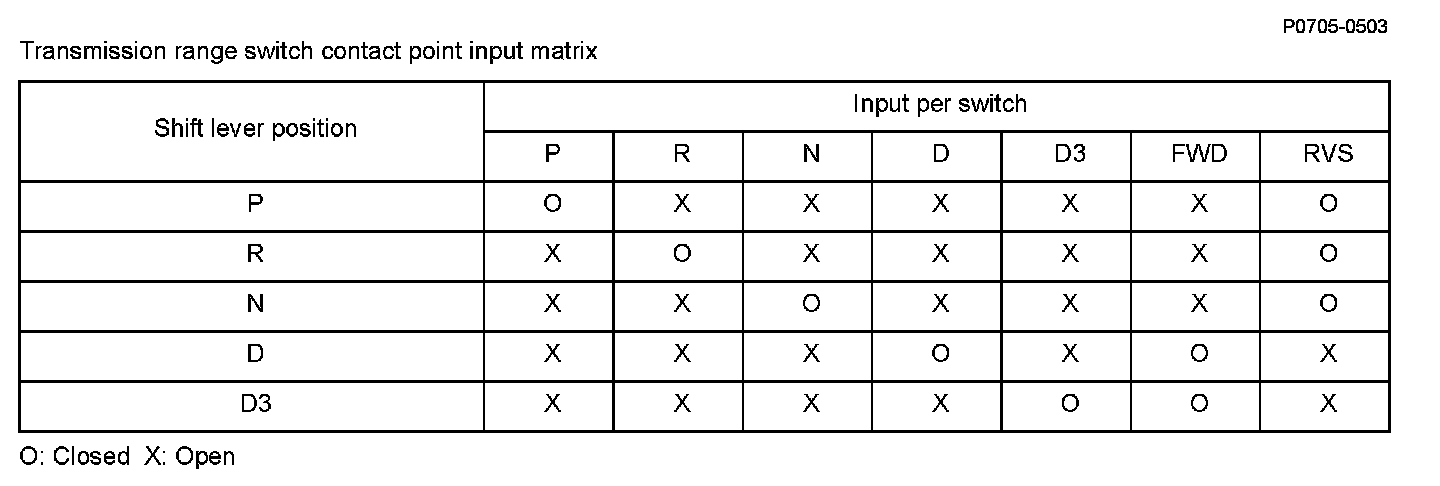 P0705-0503
Transmission range switch contact point input matrix
Shift lever position
Input per switch
P R N D D3 FWD RVS
P O X X X X X O
R X O X X X X O
N X X O X X X O
D X X X O X O X
D3 X X X X O O X
O: Closed X: Open